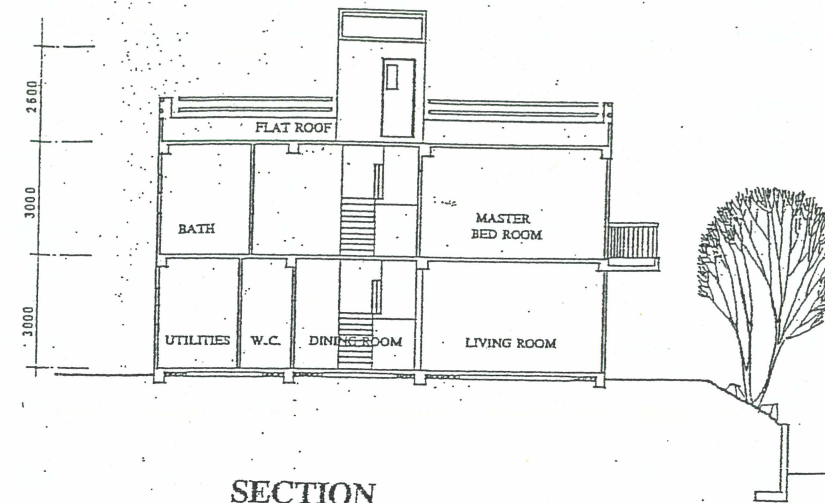 2600
FLAT ROOF
3000
BATH
MASTER
BED ROOM
3000
UTILITIES
W.C.
DINING ROOM
LIVING ROOM
SECTION